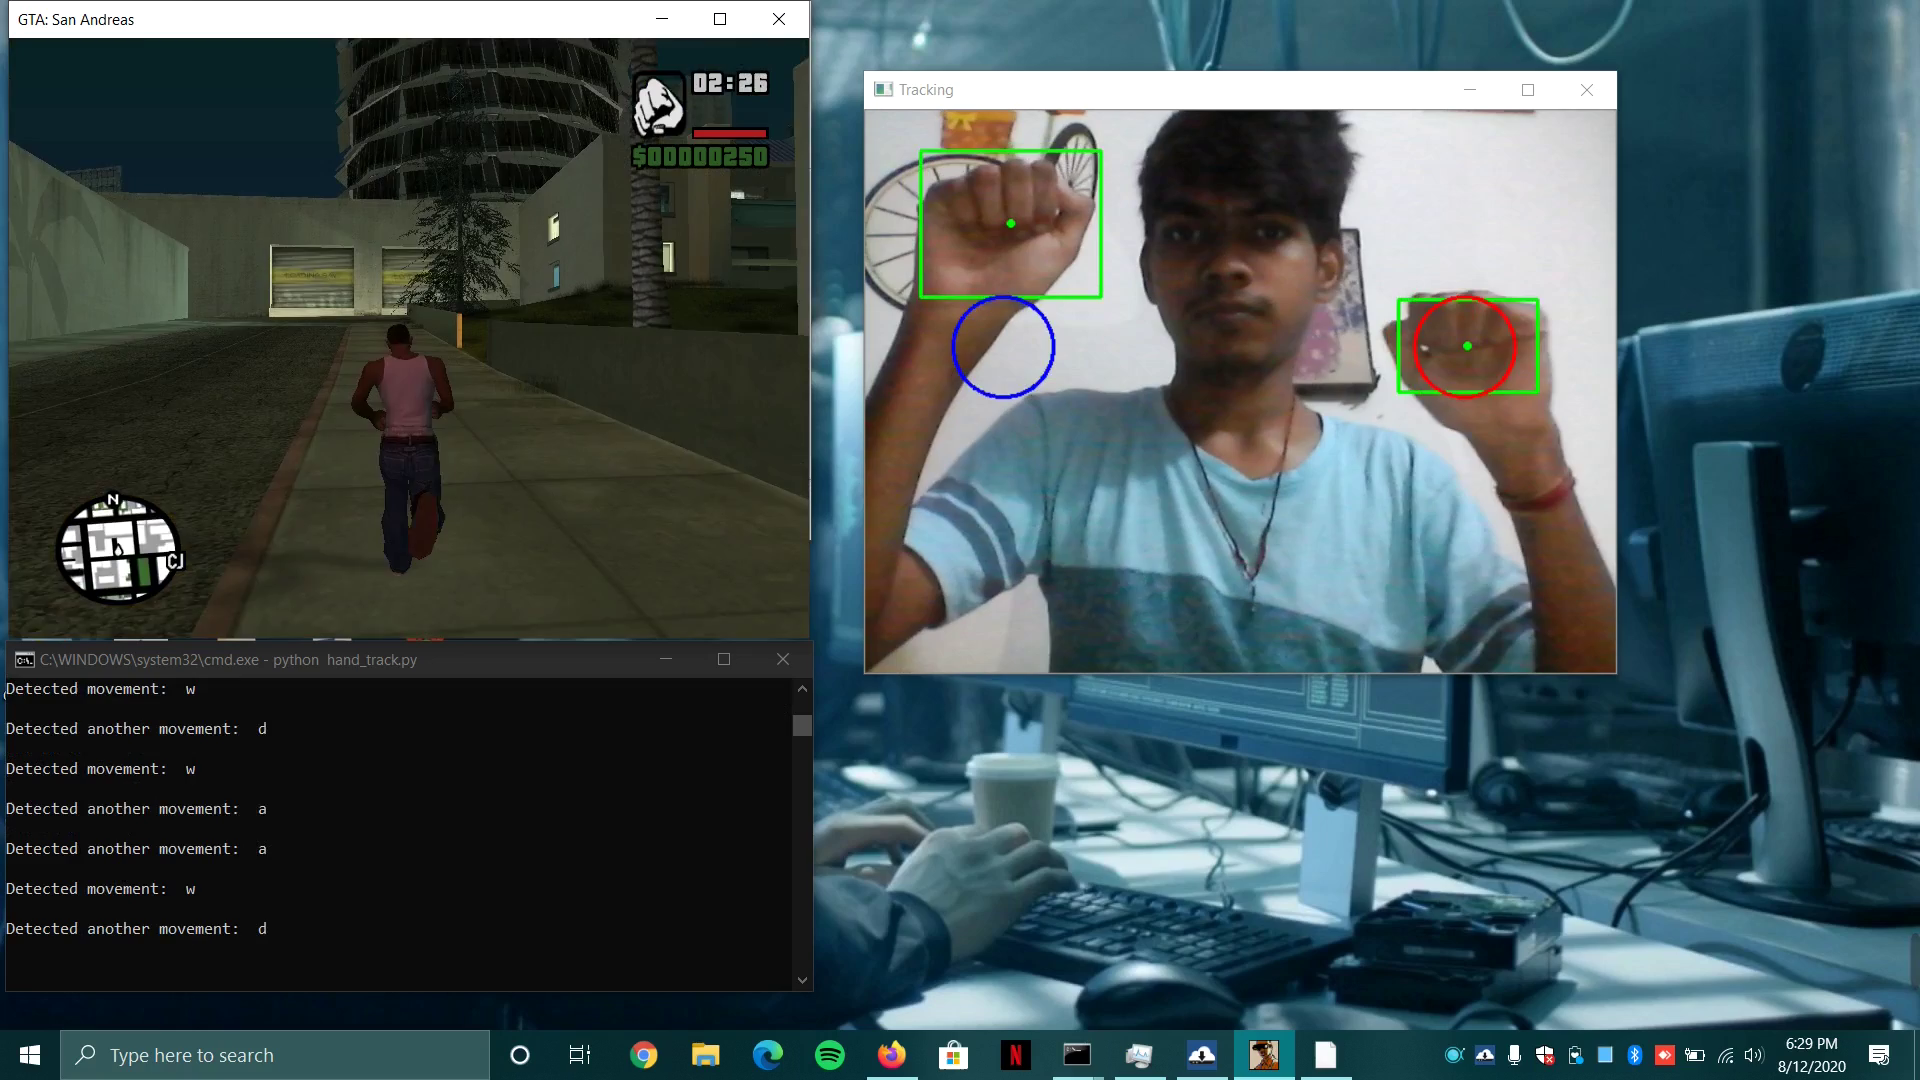 GTA: San Andreas
02:26
$00000250
N
CJ
Tracking
C:\WINDOWS\system32\cmd.exe - python  hand_track.py
Detected movement:  w
Detected another movement:  d
Detected movement:  w
Detected another movement:  a
Detected another movement:  a
Detected movement:  w
Detected another movement:  d
Type here to search
6:29 PM
8/12/2020